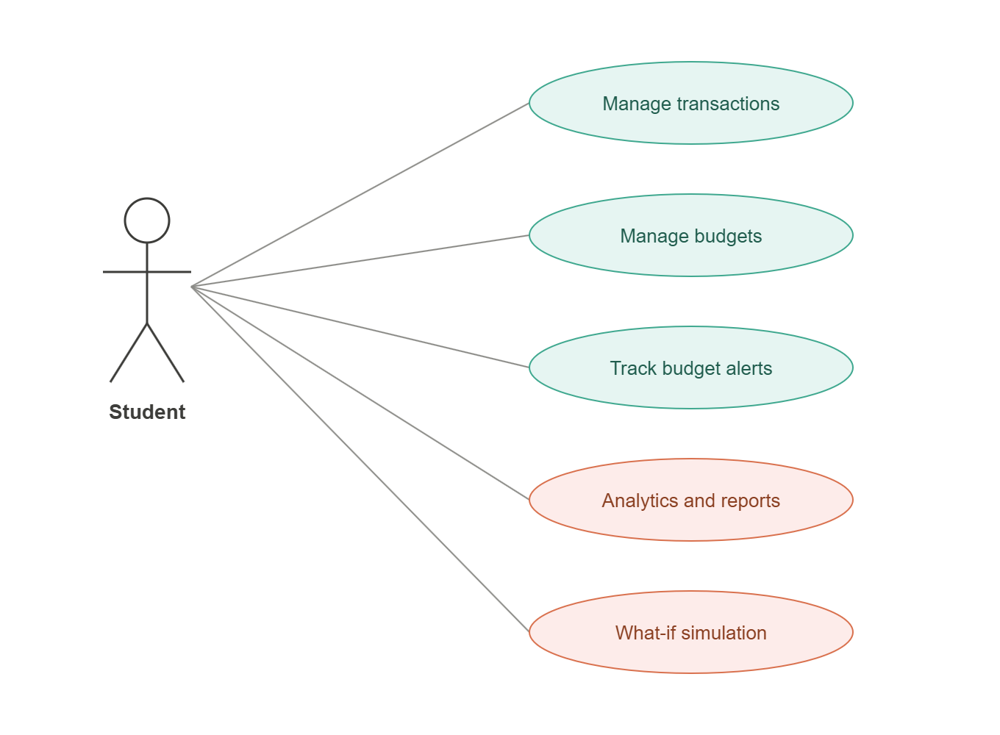 Manage transactions
Manage budgets
Track budget alerts
Student
Analytics and reports
What-if simulation